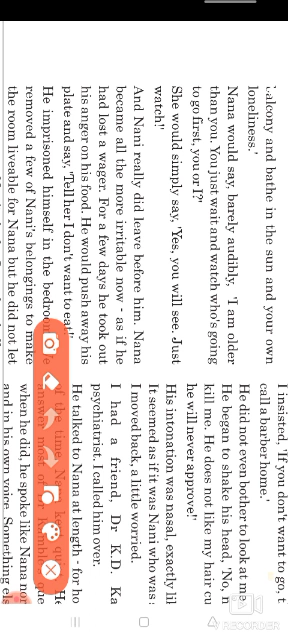 and bathe in the sun and your own
loneliness.'
Nana would say, barely audibly, 'I am older
than you. You just wait and watch who's going
to go first, you or I?'
She would simply say, 'Yes, you will see. Just
watch!'
And Nani really did leave before him. Nana
became all the more irritable now - as if he
had lost a wager. For a few days he took out
his anger on his food. He would push away his
plate and say, 'Tell her I don't want to eat!'
He imprisoned himself in the
removed a few of Nani's belongings to make
the room liveable for Nana but he did not let
I insisted, 'If you don't want to go, t
call a barber home.'
He did not even bother to look at me.
He began to shake his head, 'No, n
kill me. He does not like my hair cu
he will never approve!'
His intonation was nasal, exactly
It seemed as if it was Nani who was
I moved back, a little worried.
I had a friend, Dr K.D. Ka
psychiatrist. I called him over.
He talked to Nana at length - for ho
of the time, He
answer most of
when he did, he spoke like Nana nor
and in his own voice. Something els
RECORDER